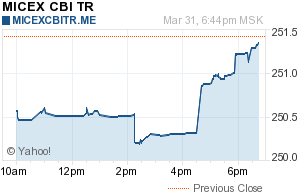 MICEX CBI TR
MICEXCBITR.ME
Mar 31, 6:44pm MSK
251.5
251.0
250.5
250.0
© Yahoo!
10am 12pm 2pm 4pm 6pm
Previous Close